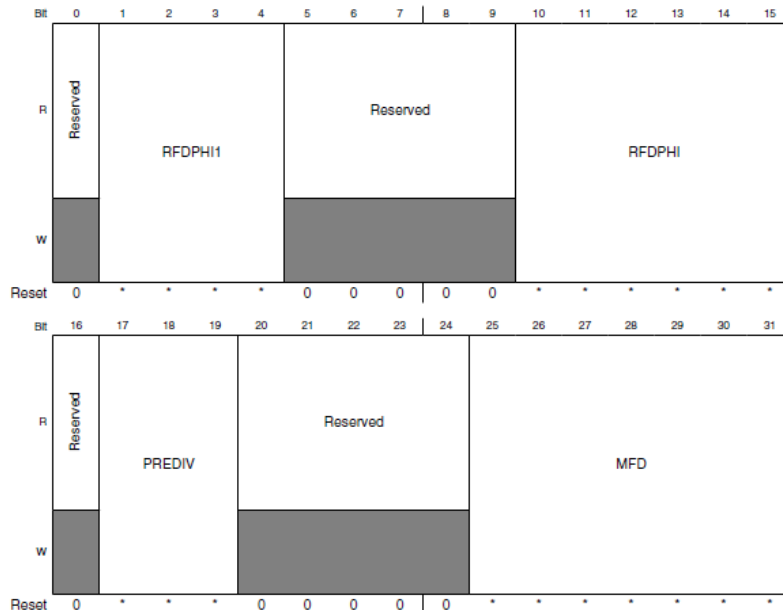 Bit 0 1 2 3 4 5 6 7 8 9 10 11 12 13 14 15
R Reserved RFDPHI1 Reserved RFDPHI
W
Reset 0 * * * * 0 0 0 0 0 * * * * * *
Bit 16 17 18 19 20 21 22 23 24 25 26 27 28 29 30 31
R Reserved PREDIV Reserved MFD
W
Reset 0 * * * 0 0 0 0 0 * * * * * * *